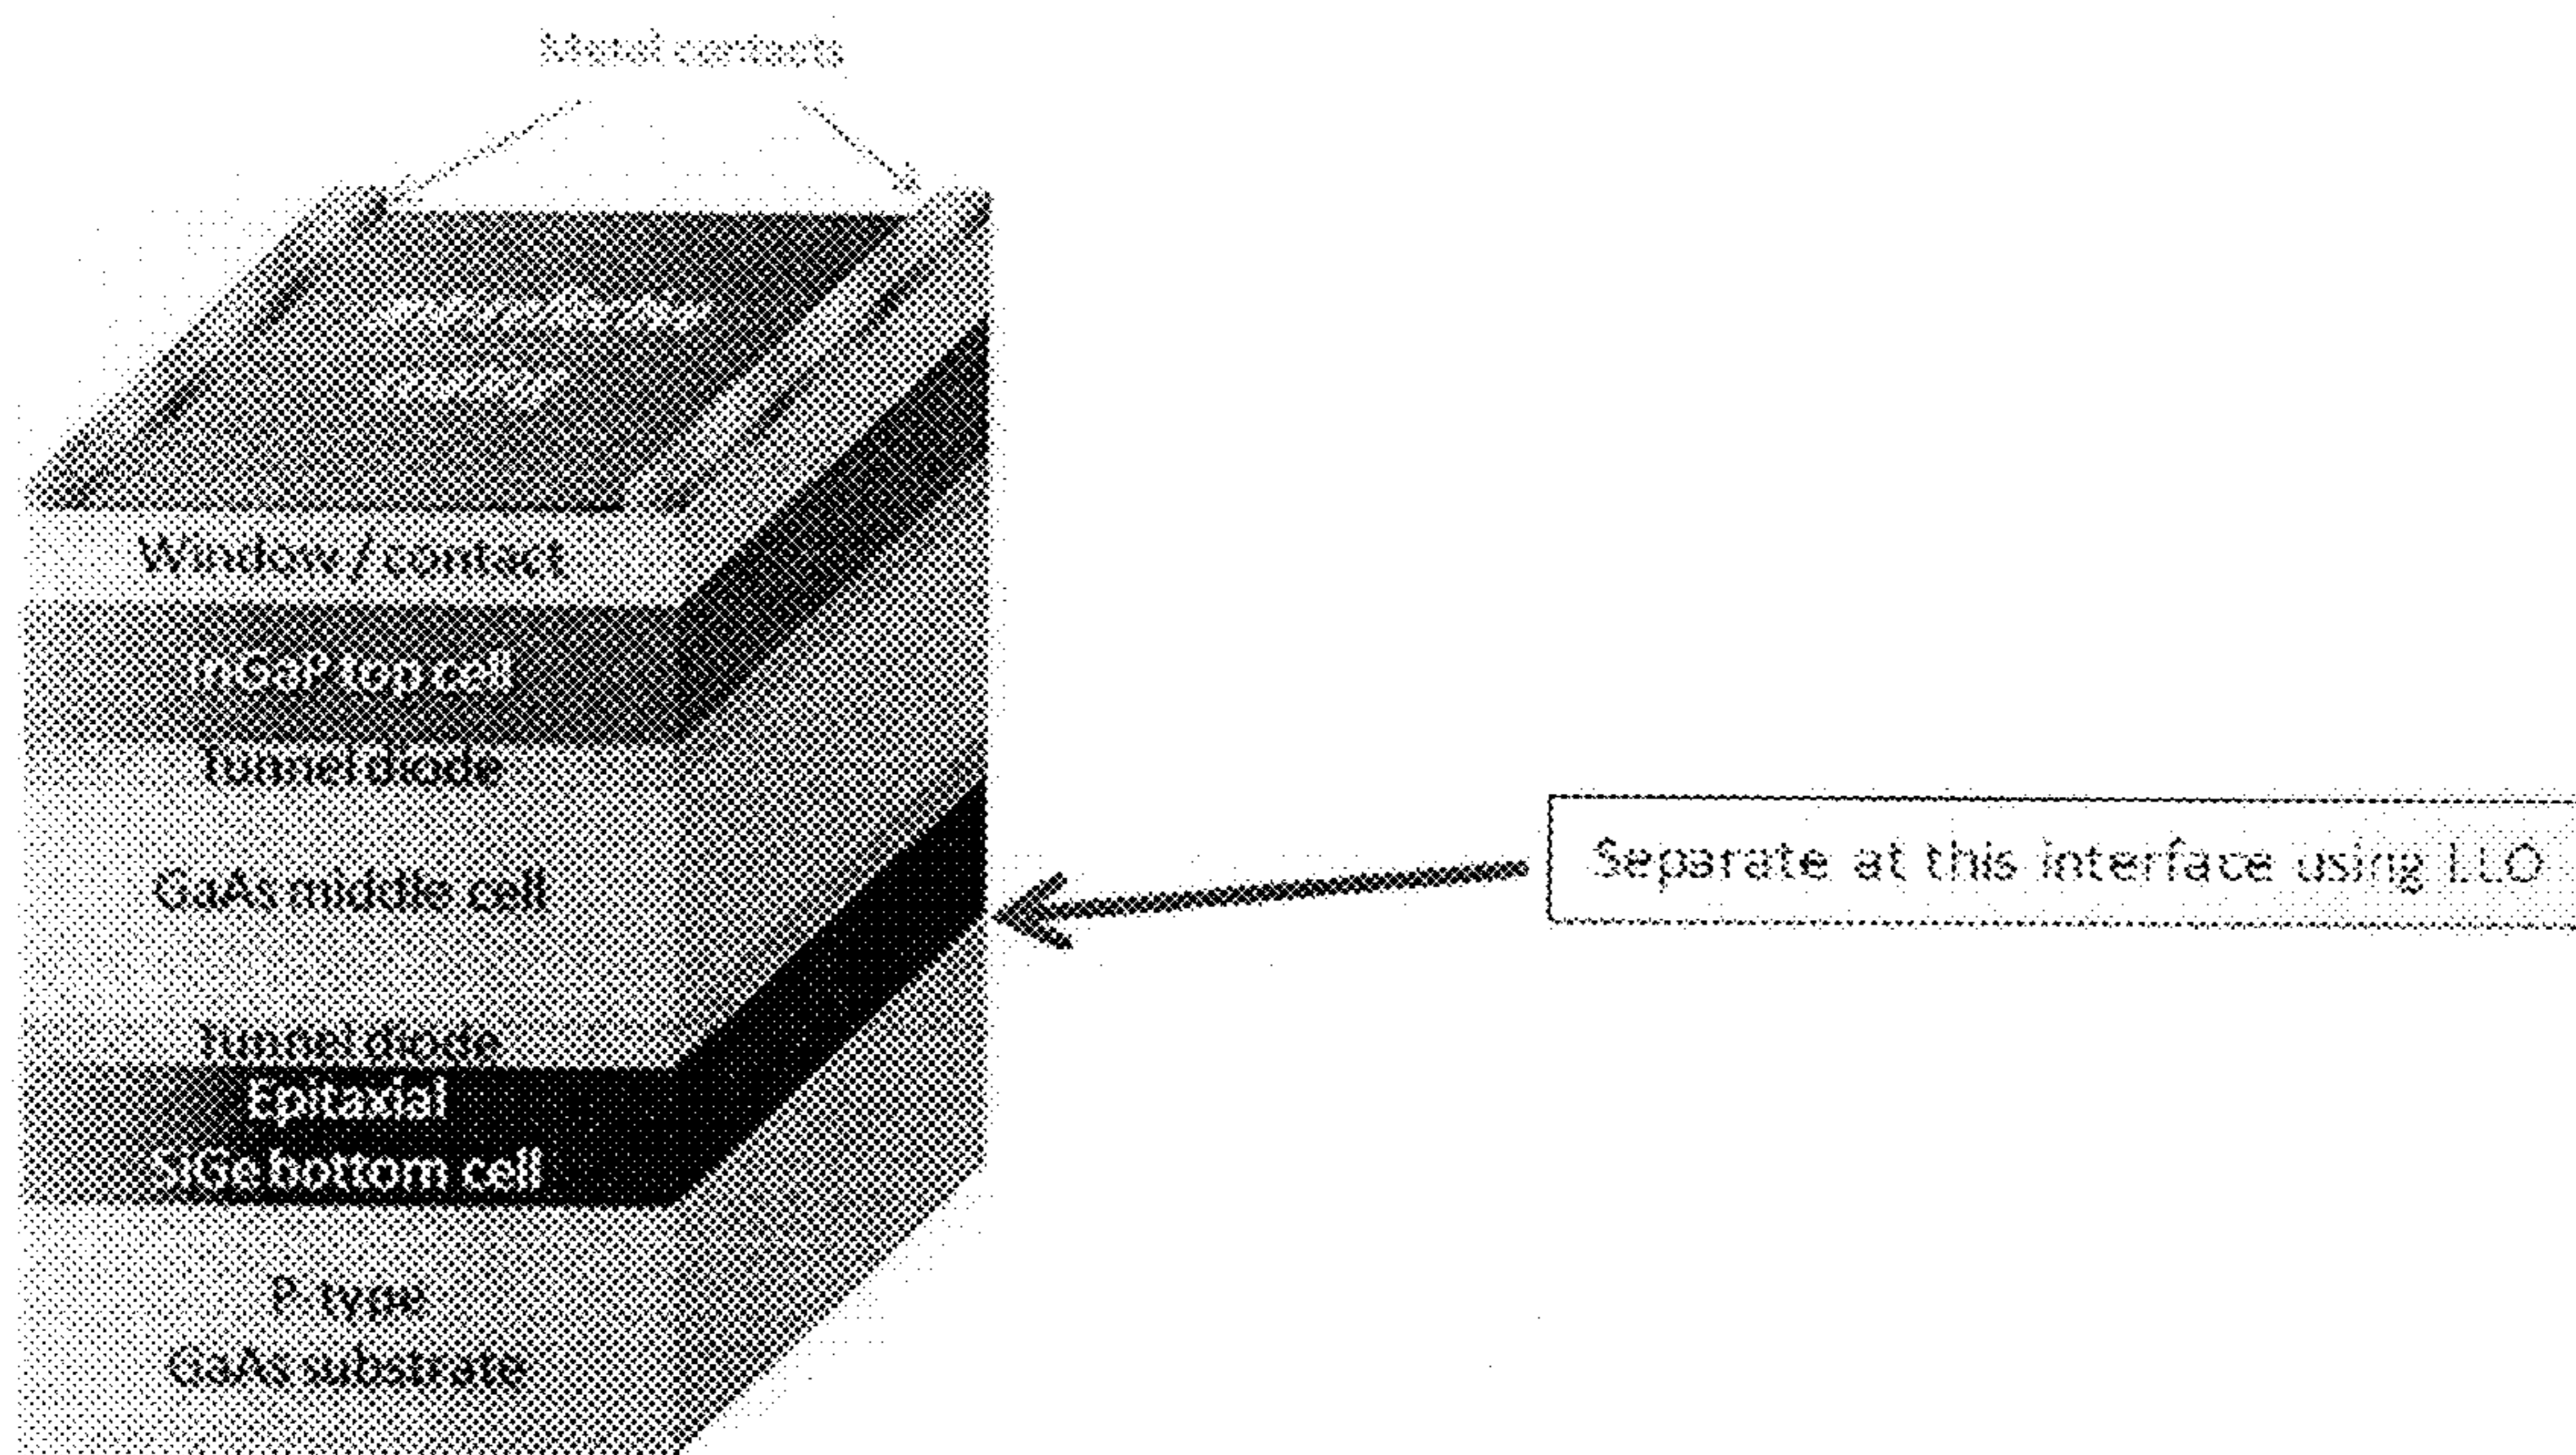 Metal contacts
Window / contact
InGaP top cell
Tunnel diode
GaAs middle cell
Separate at this interface using LLO
Tunnel diode
Epitaxial
SiGe bottom cell
P-type
GaAs substrate